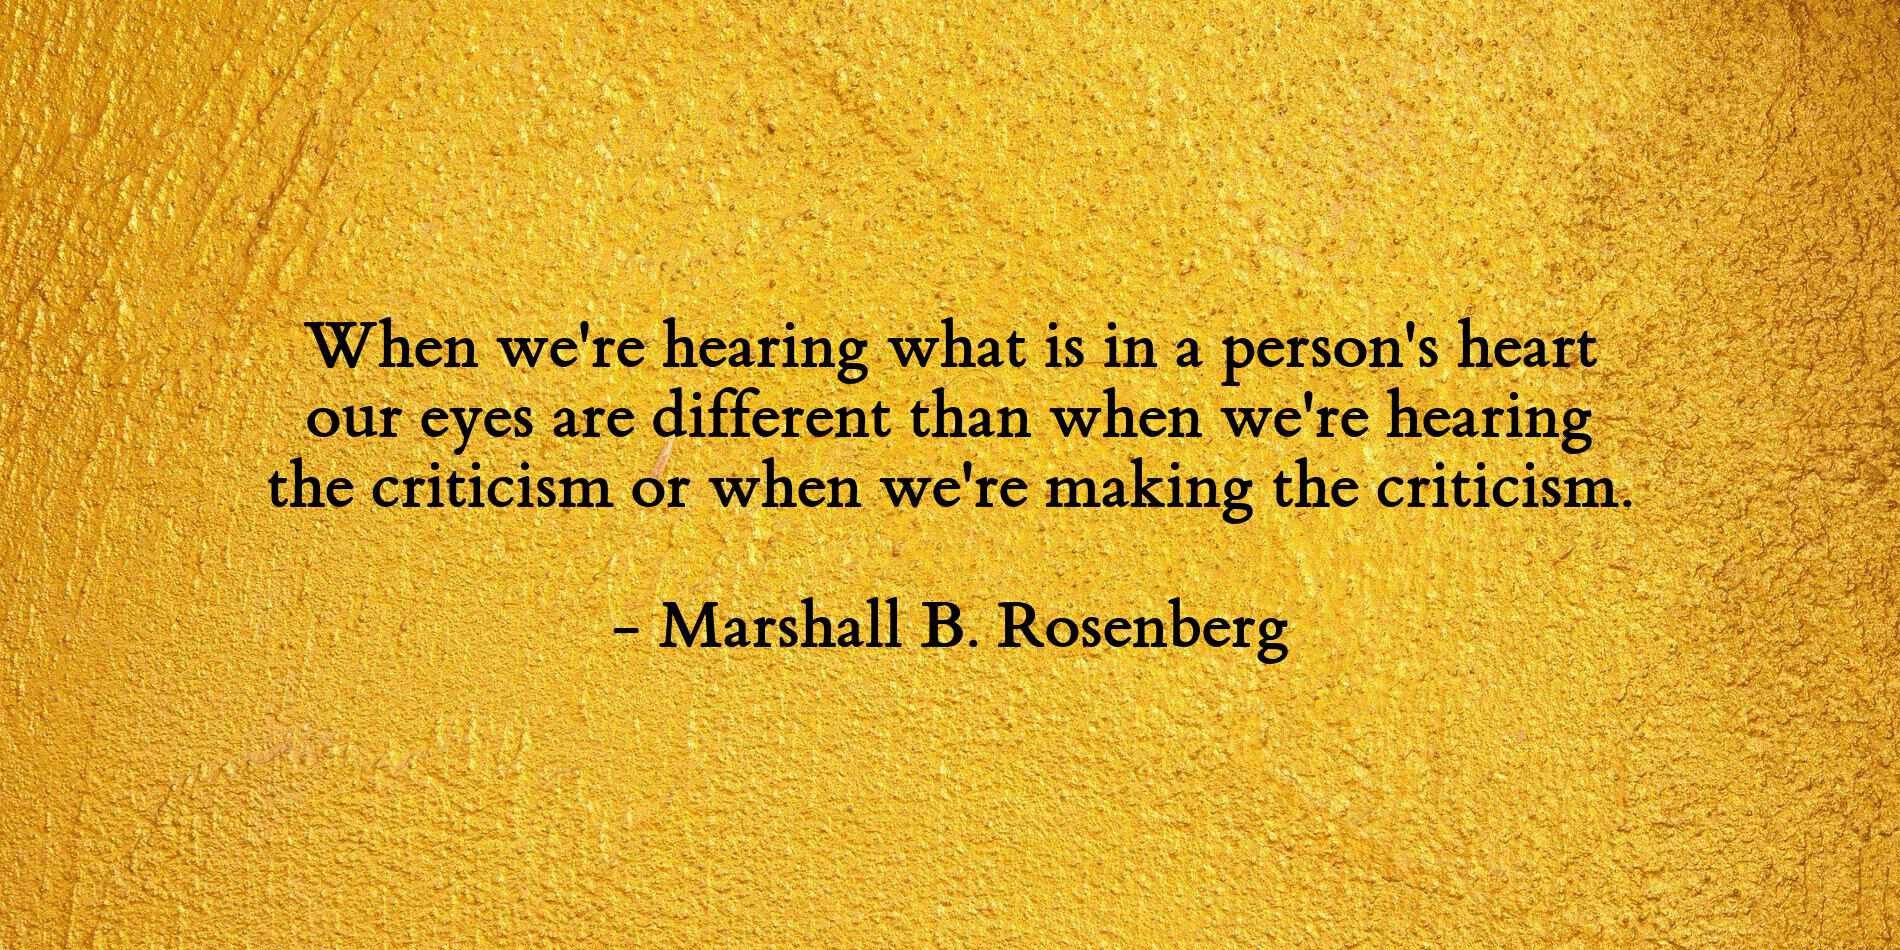 When we're hearing what is in a person's heart
our eyes are different than when we're hearing
the criticism or when we're making the criticism.
- Marshall B. Rosenberg